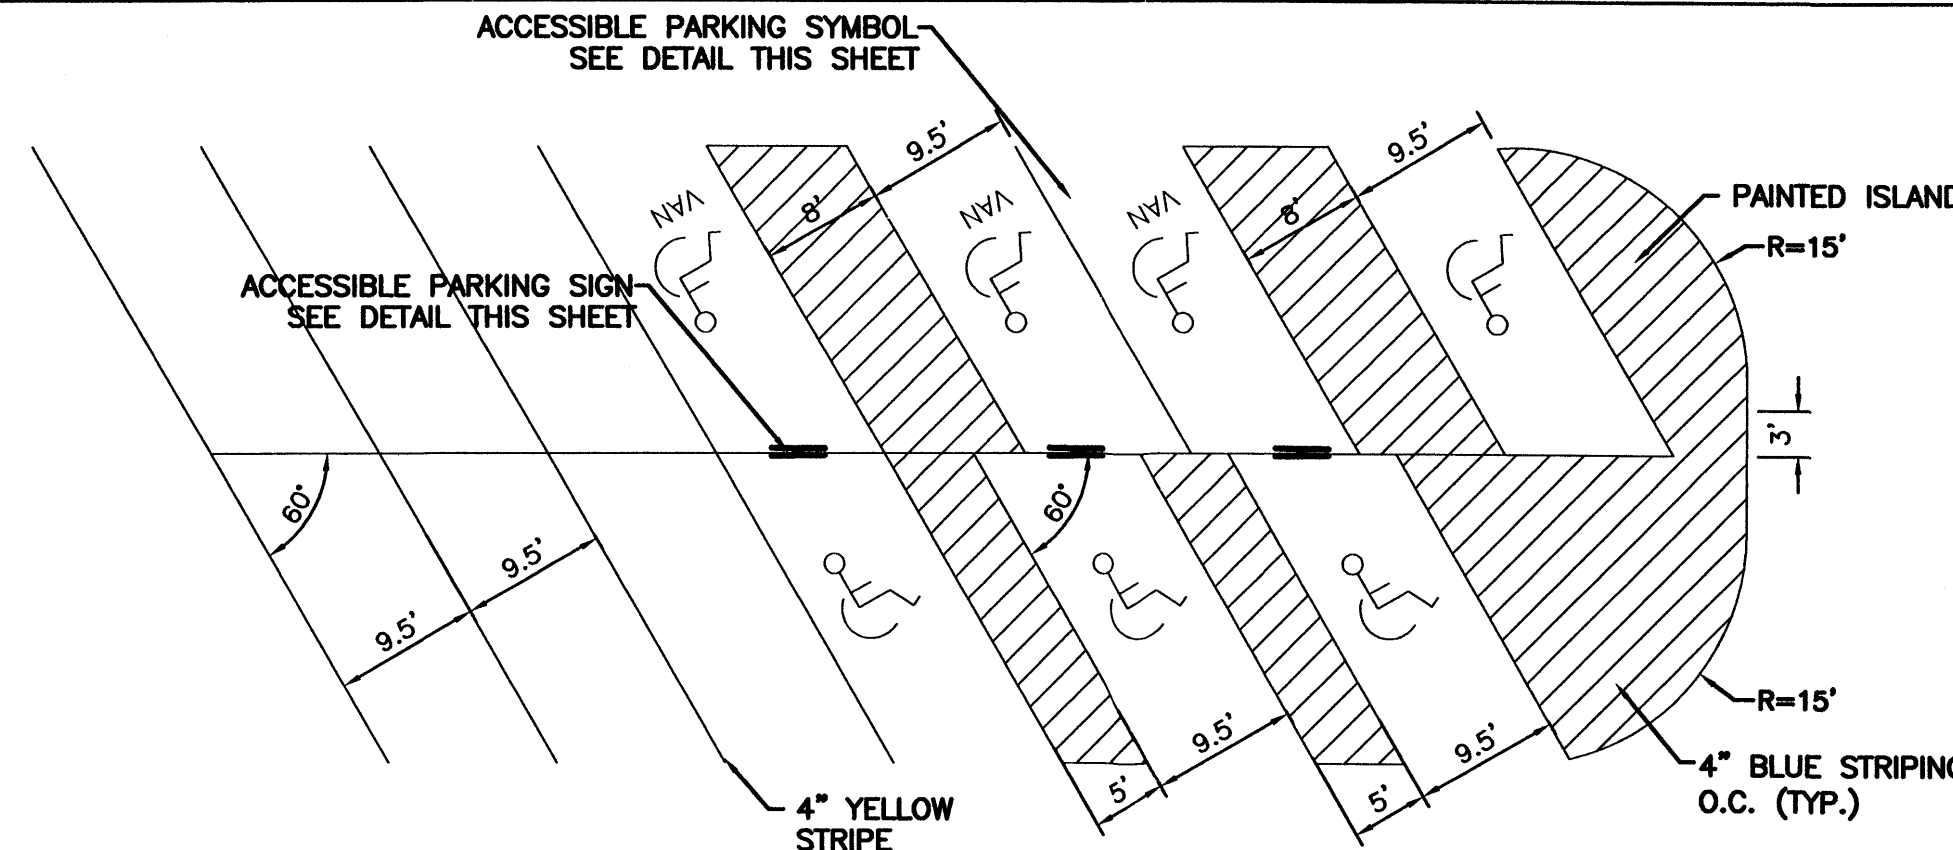 ACCESSIBLE PARKING SYMBOL
SEE DETAIL THIS SHEET
9.5'
9.5'
VAN
VAN
VAN
8'
8'
PAINTED ISLAND
R=15'
ACCESSIBLE PARKING SIGN
SEE DETAIL THIS SHEET
3'
60°
60°
9.5'
9.5'
9.5'
9.5'
5'
5'
R=15'
4" BLUE STRIPING
O.C. (TYP.)
4" YELLOW
STRIPE